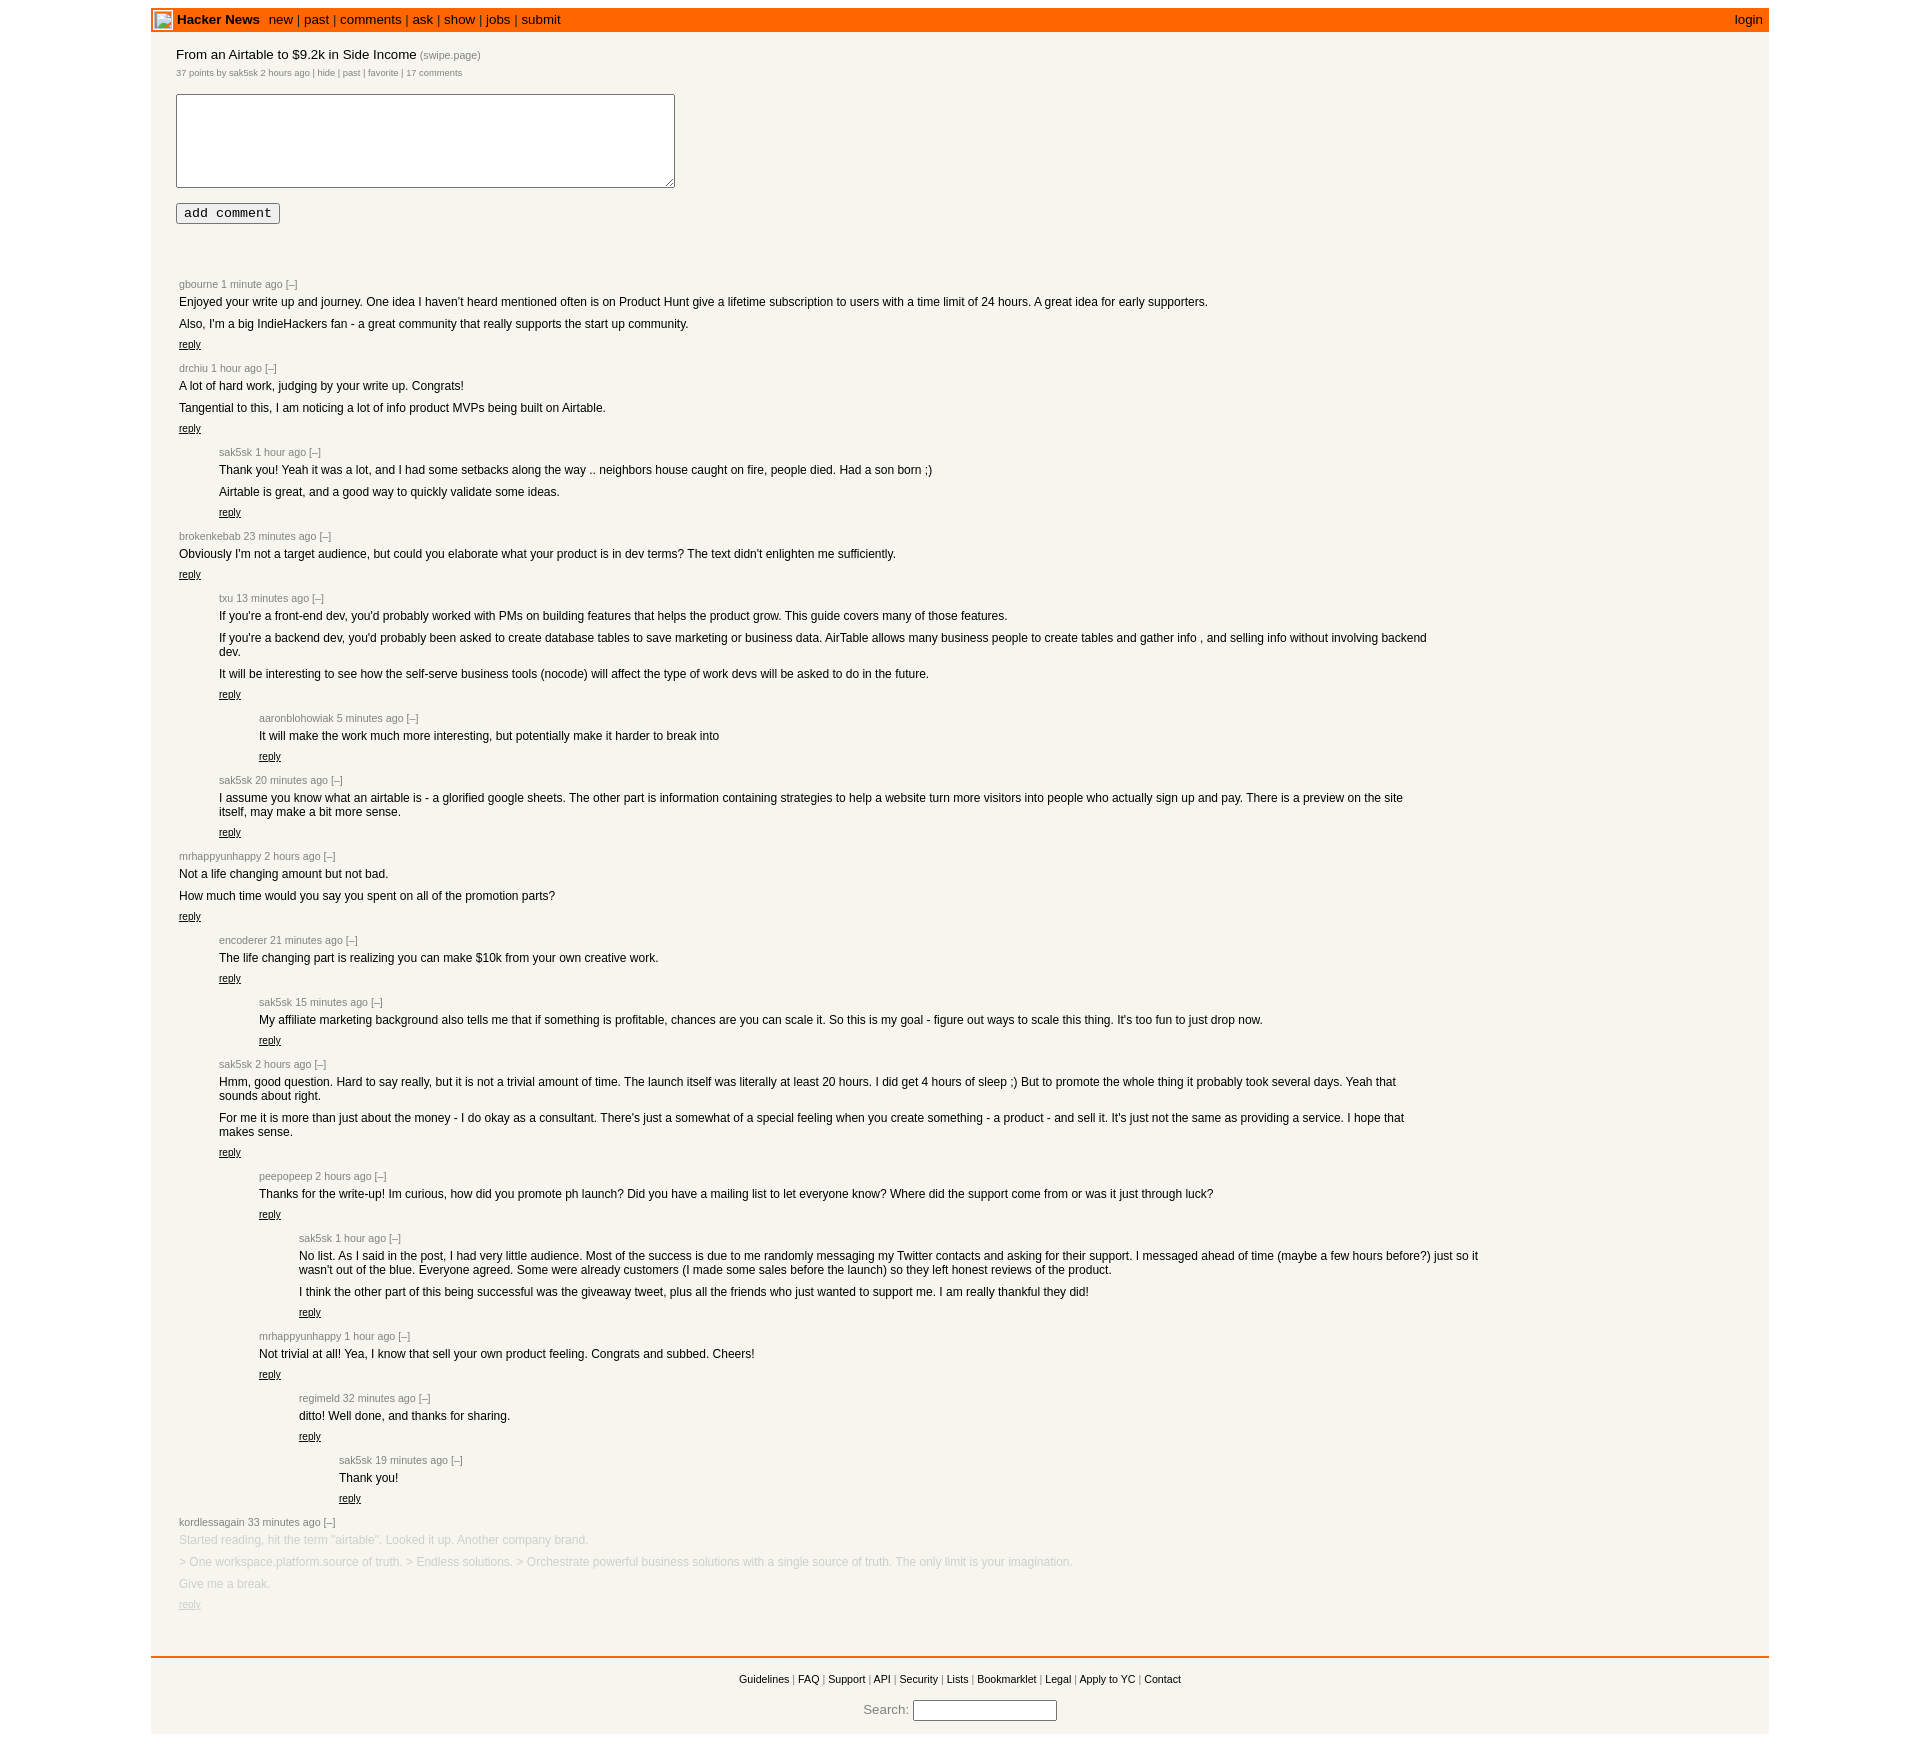 Hacker News new | past | comments | ask | show | jobs | submit login
From an Airtable to $9.2k in Side Income (swipe.page)
37 points by sak5sk 2 hours ago | hide | past | favorite | 17 comments
add comment
gbourne 1 minute ago [–]
Enjoyed your write up and journey. One idea I haven't heard mentioned often is on Product Hunt give a lifetime subscription to users with a time limit of 24 hours. A great idea for early supporters.
Also, I'm a big IndieHackers fan - a great community that really supports the start up community.
reply
drchiu 1 hour ago [–]
A lot of hard work, judging by your write up. Congrats!
Tangential to this, I am noticing a lot of info product MVPs being built on Airtable.
reply
sak5sk 1 hour ago [–]
Thank you! Yeah it was a lot, and I had some setbacks along the way .. neighbors house caught on fire, people died. Had a son born ;)
Airtable is great, and a good way to quickly validate some ideas.
reply
brokenkebab 23 minutes ago [–]
Obviously I'm not a target audience, but could you elaborate what your product is in dev terms? The text didn't enlighten me sufficiently.
reply
txu 13 minutes ago [–]
If you're a front-end dev, you'd probably worked with PMs on building features that helps the product grow. This guide covers many of those features.
If you're a backend dev, you'd probably been asked to create database tables to save marketing or business data. AirTable allows many business people to create tables and gather info , and selling info without involving backend
dev.
It will be interesting to see how the self-serve business tools (nocode) will affect the type of work devs will be asked to do in the future.
reply
aaronblohowiak 5 minutes ago [–]
It will make the work much more interesting, but potentially make it harder to break into
reply
sak5sk 20 minutes ago [–]
I assume you know what an airtable is - a glorified google sheets. The other part is information containing strategies to help a website turn more visitors into people who actually sign up and pay. There is a preview on the site
itself, may make a bit more sense.
reply
mrhappyunhappy 2 hours ago [–]
Not a life changing amount but not bad.
How much time would you say you spent on all of the promotion parts?
reply
encoderer 21 minutes ago [–]
The life changing part is realizing you can make $10k from your own creative work.
reply
sak5sk 15 minutes ago [–]
My affiliate marketing background also tells me that if something is profitable, chances are you can scale it. So this is my goal - figure out ways to scale this thing. It's too fun to just drop now.
reply
sak5sk 2 hours ago [–]
Hmm, good question. Hard to say really, but it is not a trivial amount of time. The launch itself was literally at least 20 hours. I did get 4 hours of sleep ;) But to promote the whole thing it probably took several days. Yeah that
sounds about right.
For me it is more than just about the money - I do okay as a consultant. There's just a somewhat of a special feeling when you create something - a product - and sell it. It's just not the same as providing a service. I hope that
makes sense.
reply
peepopeep 2 hours ago [–]
Thanks for the write-up! Im curious, how did you promote ph launch? Did you have a mailing list to let everyone know? Where did the support come from or was it just through luck?
reply
sak5sk 1 hour ago [–]
No list. As I said in the post, I had very little audience. Most of the success is due to me randomly messaging my Twitter contacts and asking for their support. I messaged ahead of time (maybe a few hours before?) just so it
wasn't out of the blue. Everyone agreed. Some were already customers (I made some sales before the launch) so they left honest reviews of the product.
I think the other part of this being successful was the giveaway tweet, plus all the friends who just wanted to support me. I am really thankful they did!
reply
mrhappyunhappy 1 hour ago [–]
Not trivial at all! Yea, I know that sell your own product feeling. Congrats and subbed. Cheers!
reply
regimeld 32 minutes ago [–]
ditto! Well done, and thanks for sharing.
reply
sak5sk 19 minutes ago [–]
Thank you!
reply
kordlessagain 33 minutes ago [–]
Started reading, hit the term "airtable". Looked it up. Another company brand.
> One workspace.platform.source of truth. > Endless solutions. > Orchestrate powerful business solutions with a single source of truth. The only limit is your imagination.
Give me a break.
reply
Guidelines | FAQ | Support | API | Security | Lists | Bookmarklet | Legal | Apply to YC | Contact
Search: